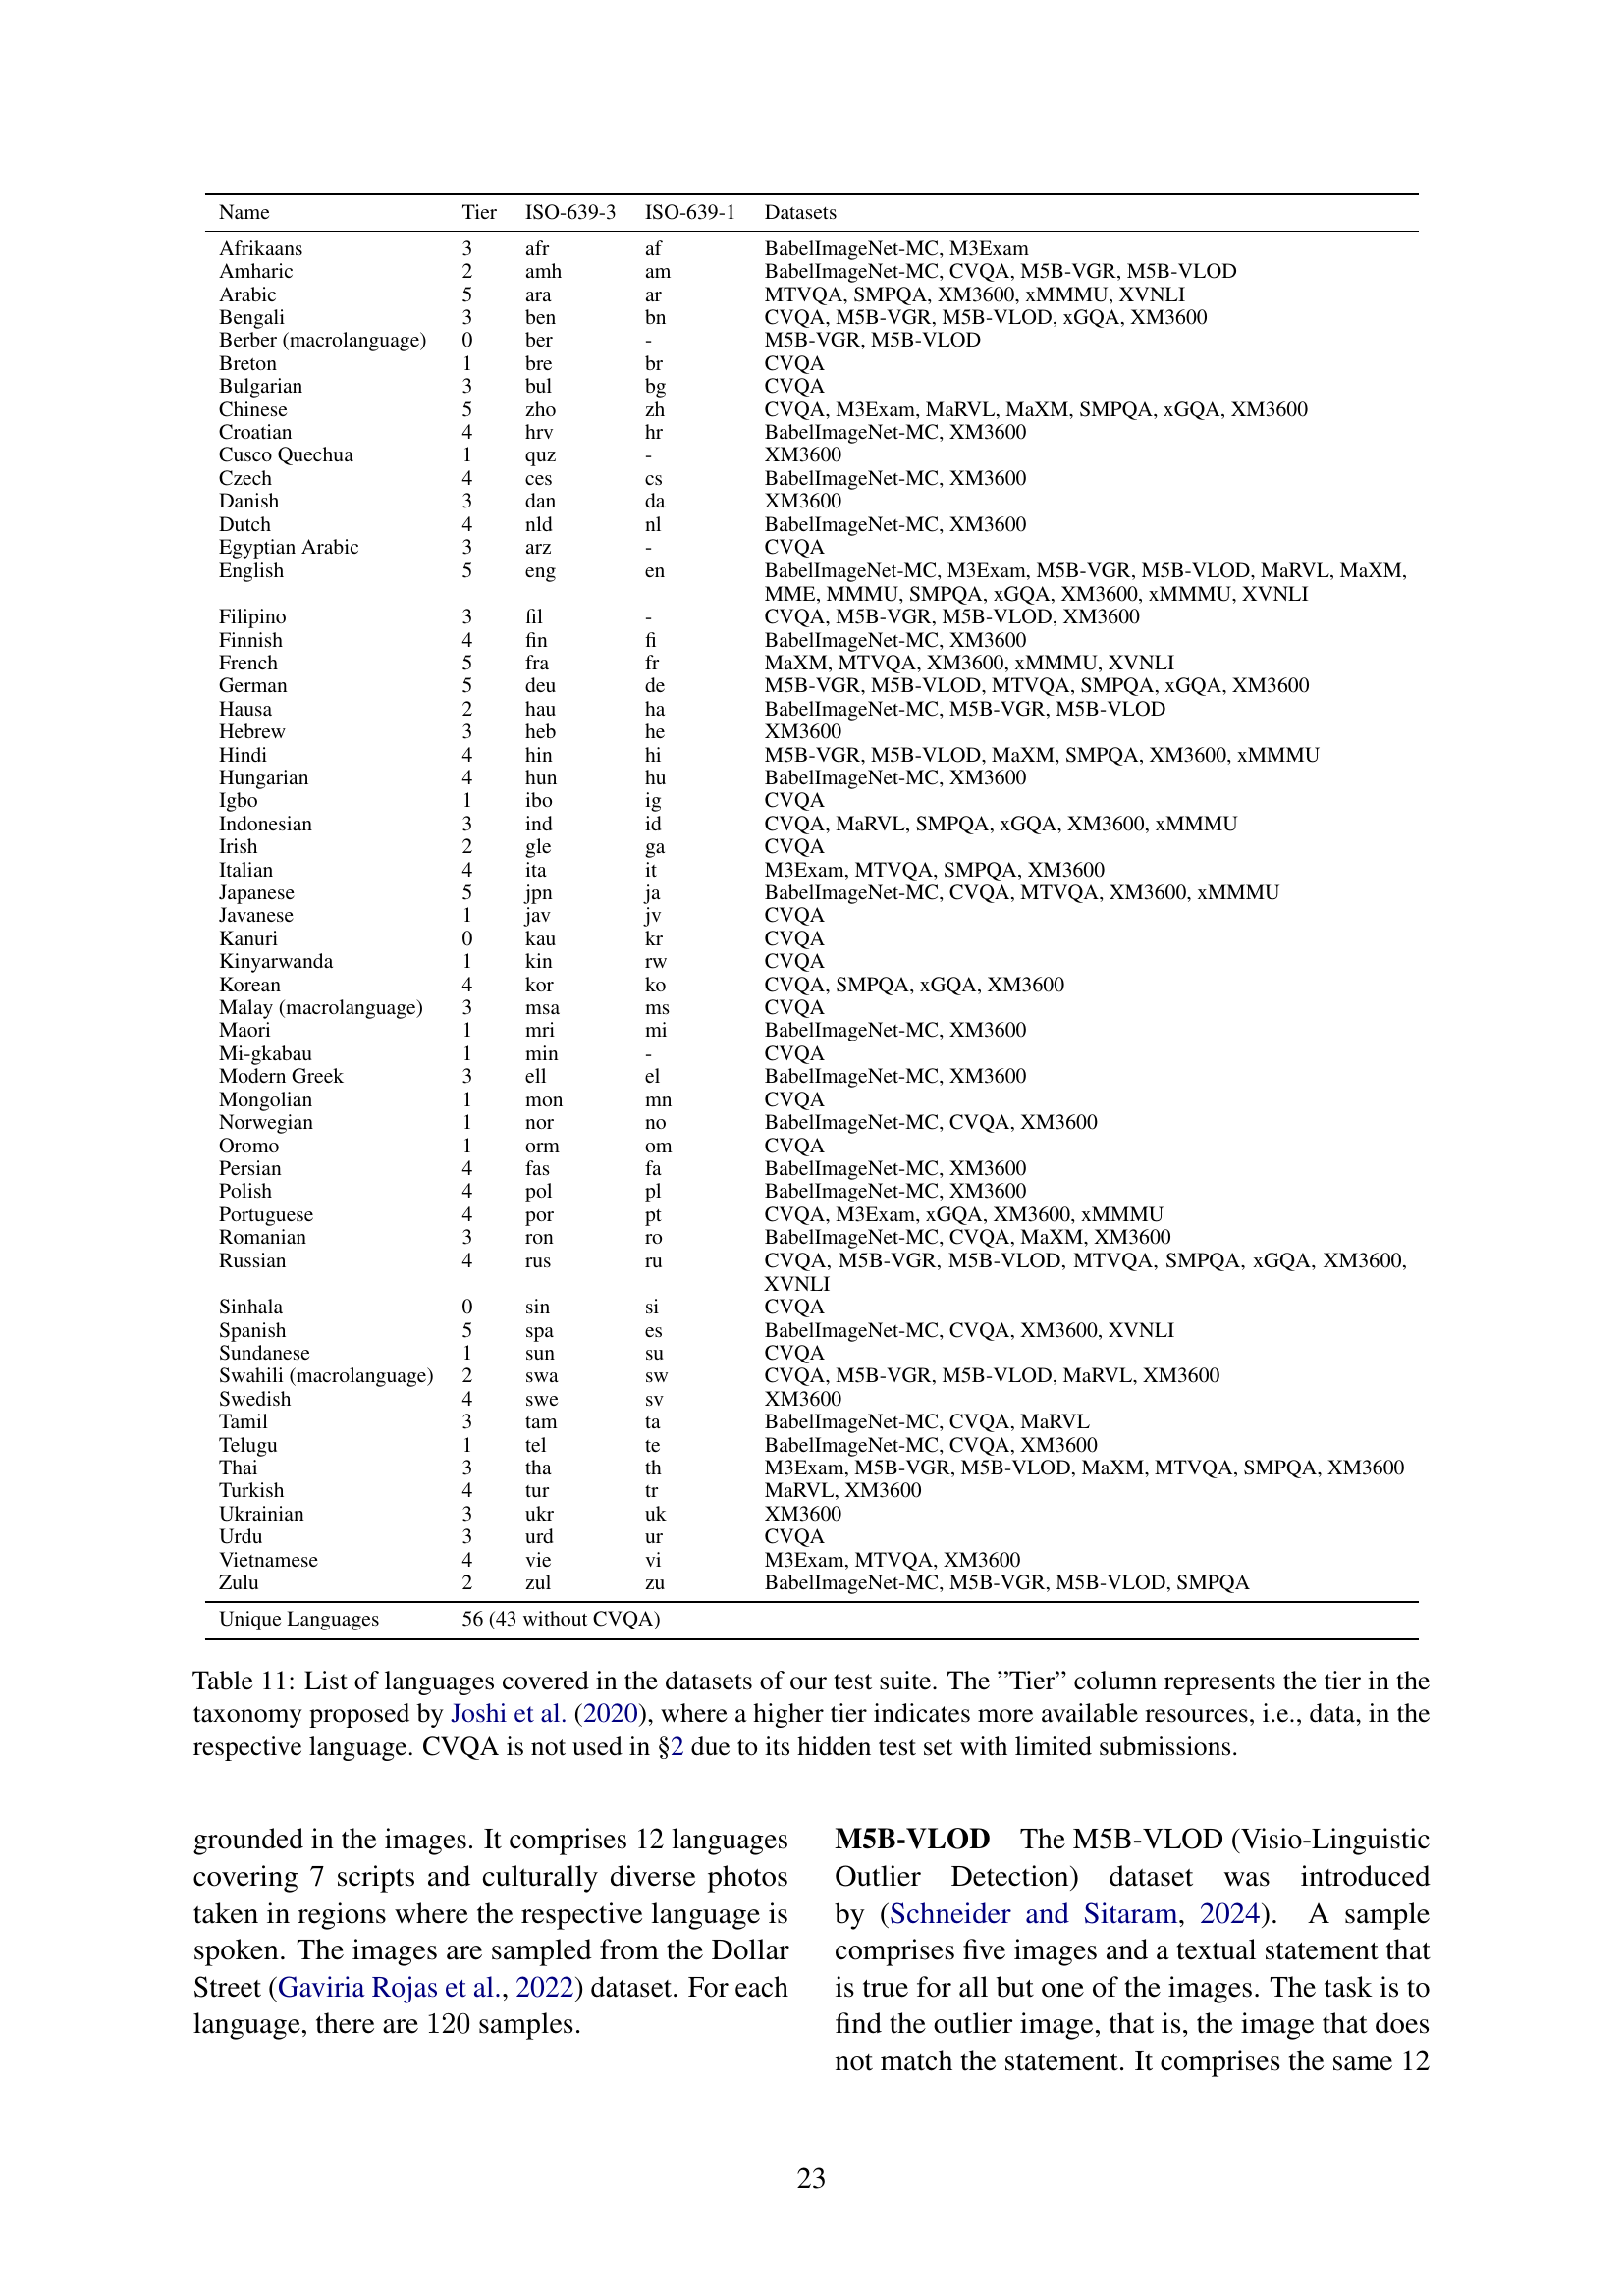 Name Tier ISO-639-3 ISO-639-1 Datasets
Afrikaans 3 afr af BabelImageNet-MC, M3Exam
Amharic 2 amh am BabelImageNet-MC, CVQA, M5B-VGR, M5B-VLOD
Arabic 5 ara ar MTVQA, SMPQA, XM3600, xMMMU, XVNLI
Bengali 3 ben bn CVQA, M5B-VGR, M5B-VLOD, xGQA, XM3600
Berber (macrolanguage) 0 ber - M5B-VGR, M5B-VLOD
Breton 1 bre br CVQA
Bulgarian 3 bul bg CVQA
Chinese 5 zho zh CVQA, M3Exam, MaRVL, MaXM, SMPQA, xGQA, XM3600
Croatian 4 hrv hr BabelImageNet-MC, XM3600
Cusco Quechua 1 quz - XM3600
Czech 4 ces cs BabelImageNet-MC, XM3600
Danish 3 dan da XM3600
Dutch 4 nld nl BabelImageNet-MC, XM3600
Egyptian Arabic 3 arz - CVQA
English 5 eng en BabelImageNet-MC, M3Exam, M5B-VGR, M5B-VLOD, MaRVL, MaXM,
MME, MMMU, SMPQA, xGQA, XM3600, xMMMU, XVNLI
Filipino 3 fil - CVQA, M5B-VGR, M5B-VLOD, XM3600
Finnish 4 fin fi BabelImageNet-MC, XM3600
French 5 fra fr MaXM, MTVQA, XM3600, xMMMU, XVNLI
German 5 deu de M5B-VGR, M5B-VLOD, MTVQA, SMPQA, xGQA, XM3600
Hausa 2 hau ha BabelImageNet-MC, M5B-VGR, M5B-VLOD
Hebrew 3 heb he XM3600
Hindi 4 hin hi M5B-VGR, M5B-VLOD, MaXM, SMPQA, XM3600, xMMMU
Hungarian 4 hun hu BabelImageNet-MC, XM3600
Igbo 1 ibo ig CVQA
Indonesian 3 ind id CVQA, MaRVL, SMPQA, xGQA, XM3600, xMMMU
Irish 2 gle ga CVQA
Italian 4 ita it M3Exam, MTVQA, SMPQA, XM3600
Japanese 5 jpn ja BabelImageNet-MC, CVQA, MTVQA, XM3600, xMMMU
Javanese 1 jav jv CVQA
Kanuri 0 kau kr CVQA
Kinyarwanda 1 kin rw CVQA
Korean 4 kor ko CVQA, SMPQA, xGQA, XM3600
Malay (macrolanguage) 3 msa ms CVQA
Maori 1 mri mi BabelImageNet-MC, XM3600
Mi-gkabau 1 min - CVQA
Modern Greek 3 ell el BabelImageNet-MC, XM3600
Mongolian 1 mon mn CVQA
Norwegian 1 nor no BabelImageNet-MC, CVQA, XM3600
Oromo 1 orm om CVQA
Persian 4 fas fa BabelImageNet-MC, XM3600
Polish 4 pol pl BabelImageNet-MC, XM3600
Portuguese 4 por pt CVQA, M3Exam, xGQA, XM3600, xMMMU
Romanian 3 ron ro BabelImageNet-MC, CVQA, MaXM, XM3600
Russian 4 rus ru CVQA, M5B-VGR, M5B-VLOD, MTVQA, SMPQA, xGQA, XM3600,
XVNLI
Sinhala 0 sin si CVQA
Spanish 5 spa es BabelImageNet-MC, CVQA, XM3600, XVNLI
Sundanese 1 sun su CVQA
Swahili (macrolanguage) 2 swa sw CVQA, M5B-VGR, M5B-VLOD, MaRVL, XM3600
Swedish 4 swe sv XM3600
Tamil 3 tam ta BabelImageNet-MC, CVQA, MaRVL
Telugu 1 tel te BabelImageNet-MC, CVQA, XM3600
Thai 3 tha th M3Exam, M5B-VGR, M5B-VLOD, MaXM, MTVQA, SMPQA, XM3600
Turkish 4 tur tr MaRVL, XM3600
Ukrainian 3 ukr uk XM3600
Urdu 3 urd ur CVQA
Vietnamese 4 vie vi M3Exam, MTVQA, XM3600
Zulu 2 zul zu BabelImageNet-MC, M5B-VGR, M5B-VLOD, SMPQA
Unique Languages 56 (43 without CVQA)
Table 11: List of languages covered in the datasets of our test suite. The ”Tier” column represents the tier in the
taxonomy proposed by Joshi et al. (2020), where a higher tier indicates more available resources, i.e., data, in the
respective language. CVQA is not used in §2 due to its hidden test set with limited submissions.
grounded in the images. It comprises 12 languages
covering 7 scripts and culturally diverse photos
taken in regions where the respective language is
spoken. The images are sampled from the Dollar
Street (Gaviria Rojas et al., 2022) dataset. For each
language, there are 120 samples.
M5B-VLOD The M5B-VLOD (Visio-Linguistic
Outlier Detection) dataset was introduced
by (Schneider and Sitaram, 2024). A sample
comprises five images and a textual statement that
is true for all but one of the images. The task is to
find the outlier image, that is, the image that does
not match the statement. It comprises the same 12
23